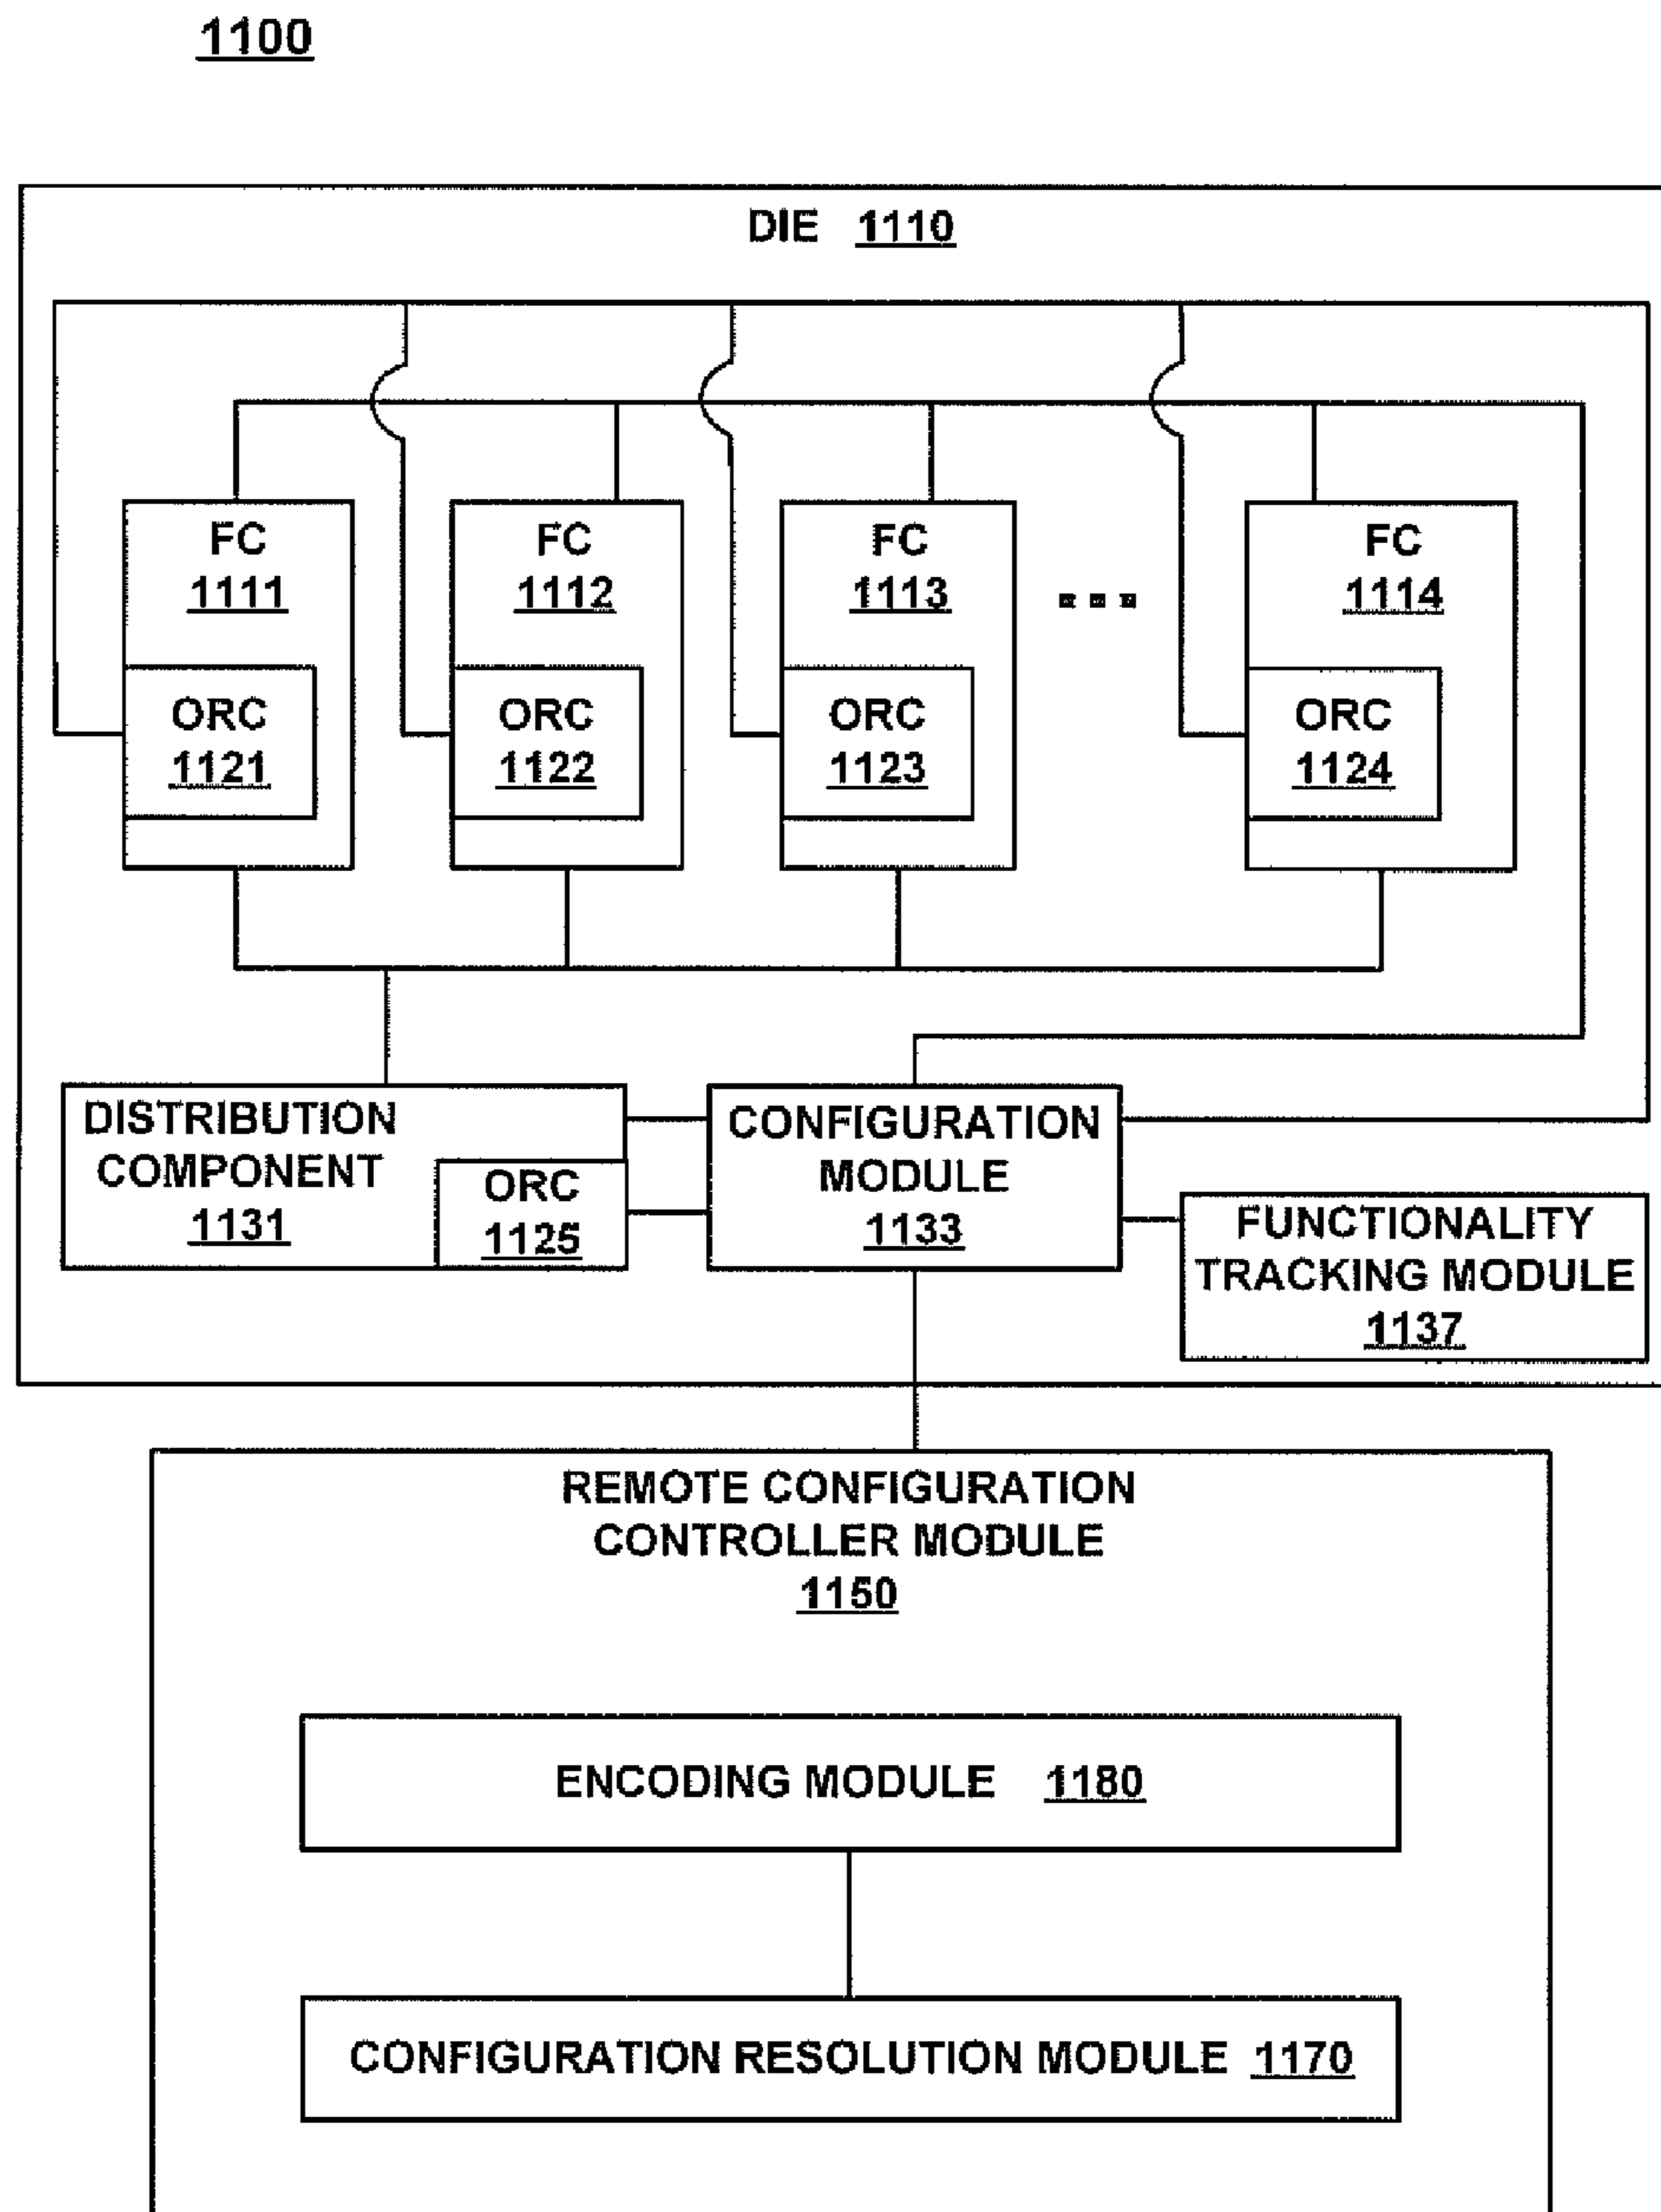 1100
DIE 1110
FC
1111
FC
1112
FC
1113
FC
1114
ORC
1121
ORC
1122
ORC
1123
ORC
1124
DISTRIBUTION
COMPONENT
1131
ORC
1125
CONFIGURATION
MODULE
1133
FUNCTIONALITY
TRACKING MODULE
1137
REMOTE CONFIGURATION
CONTROLLER MODULE
1150
ENCODING MODULE 1180
CONFIGURATION RESOLUTION MODULE 1170